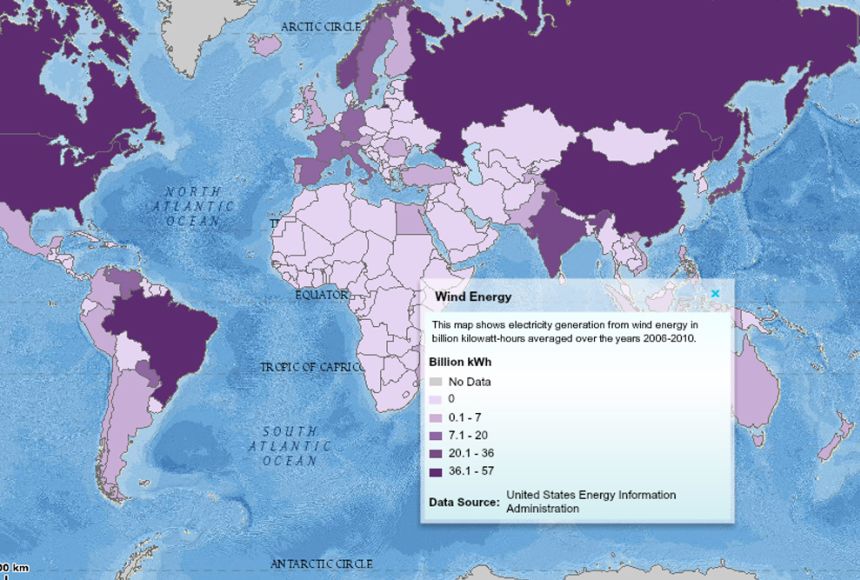 ARCTIC CIRCLE
NORTH
ATLANTIC
OCEAN
EQUATOR
TROPIC OF CAPRIC
SOUTH
ATLANTIC
OCEAN
ANTARCTIC CIRCLE
00 km
Wind Energy
x
This map shows electricity generation from wind energy in
billion kilowatt-hours averaged over the years 2008-2010.
Billion kWh
No Data
0
0.1 - 7
7.1 - 20
20.1 - 36
36.1 - 57
Data Source: United States Energy Information
Administration